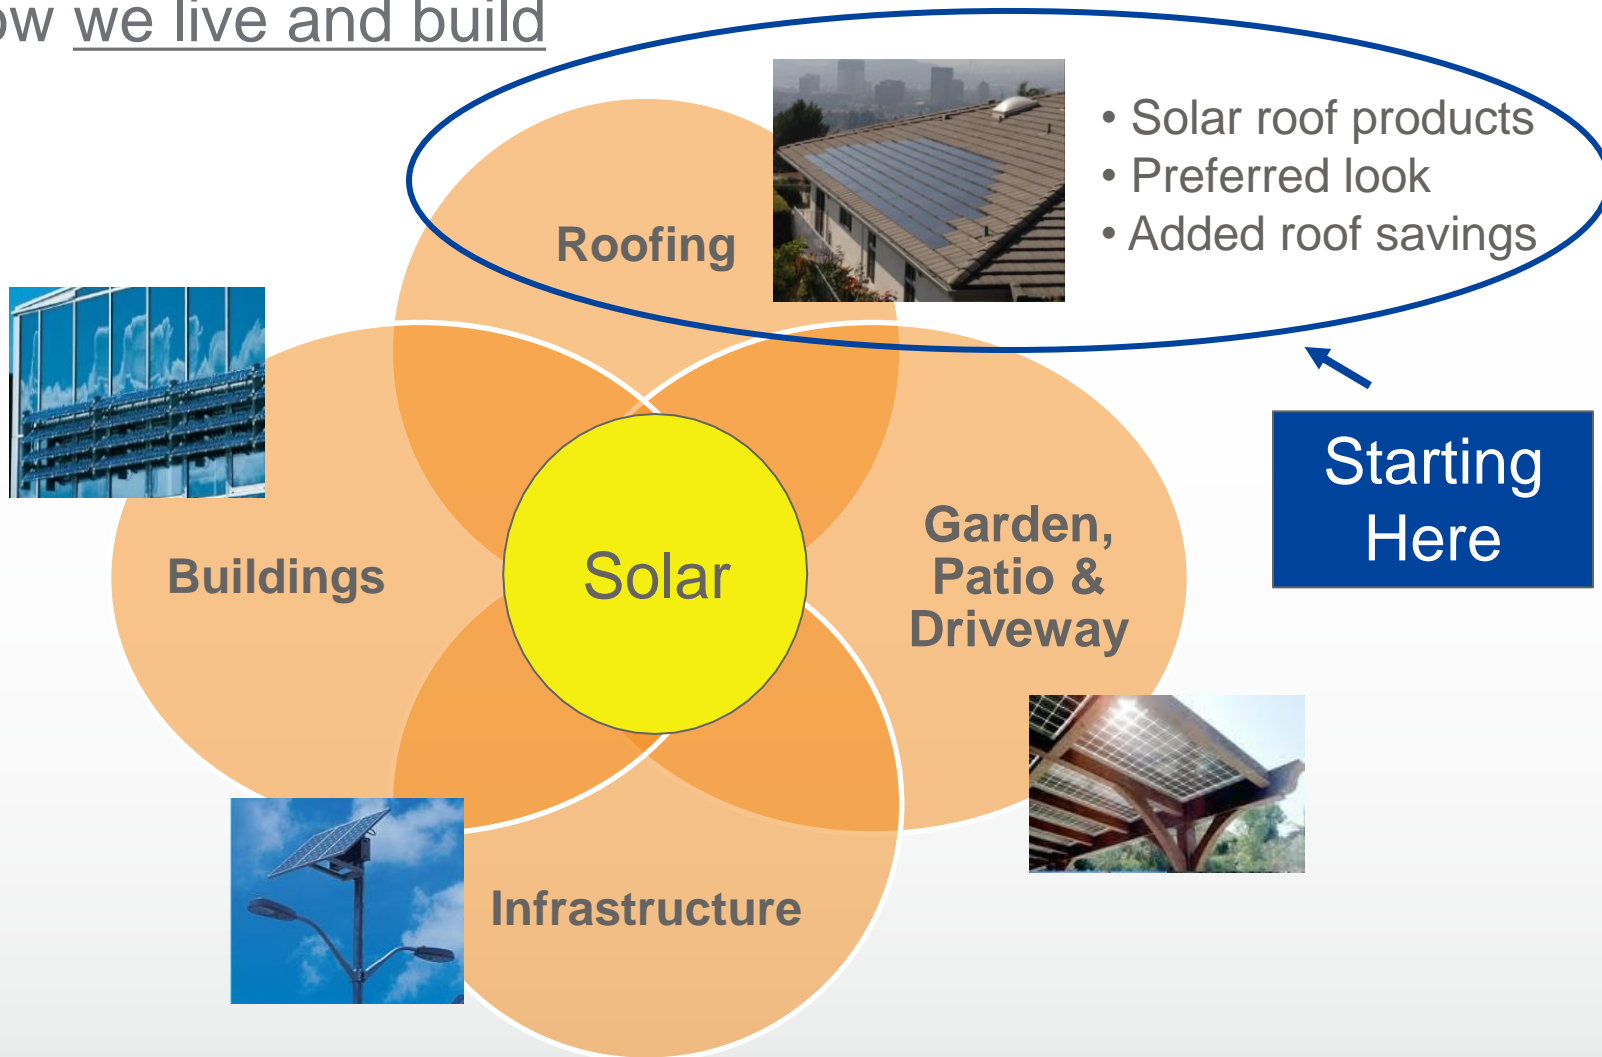 we live and build
• Solar roof products
• Preferred look
• Added roof savings
Roofing
Starting
Here
Buildings
Solar
Garden,
Patio &
Driveway
Infrastructure